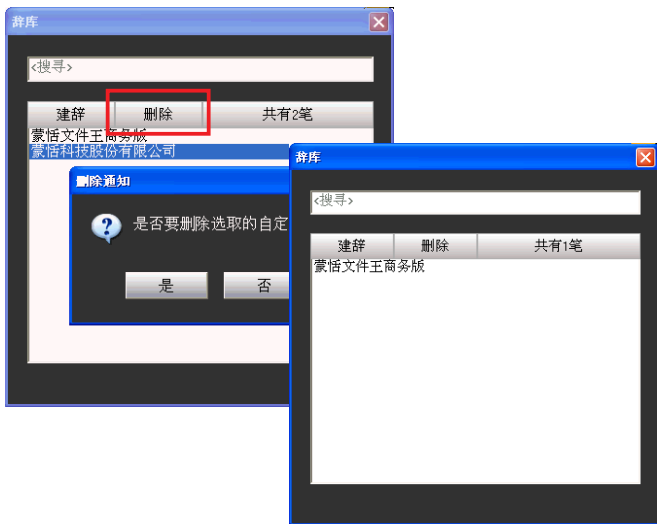 辞库
<搜寻>
建辞 删除 共有2笔
蒙恬文件王商务版
蒙恬科技股份有限公司
删除通知
是否要删除选取的自定
是 否
辞库
<搜寻>
建辞 删除 共有1笔
蒙恬文件王商务版